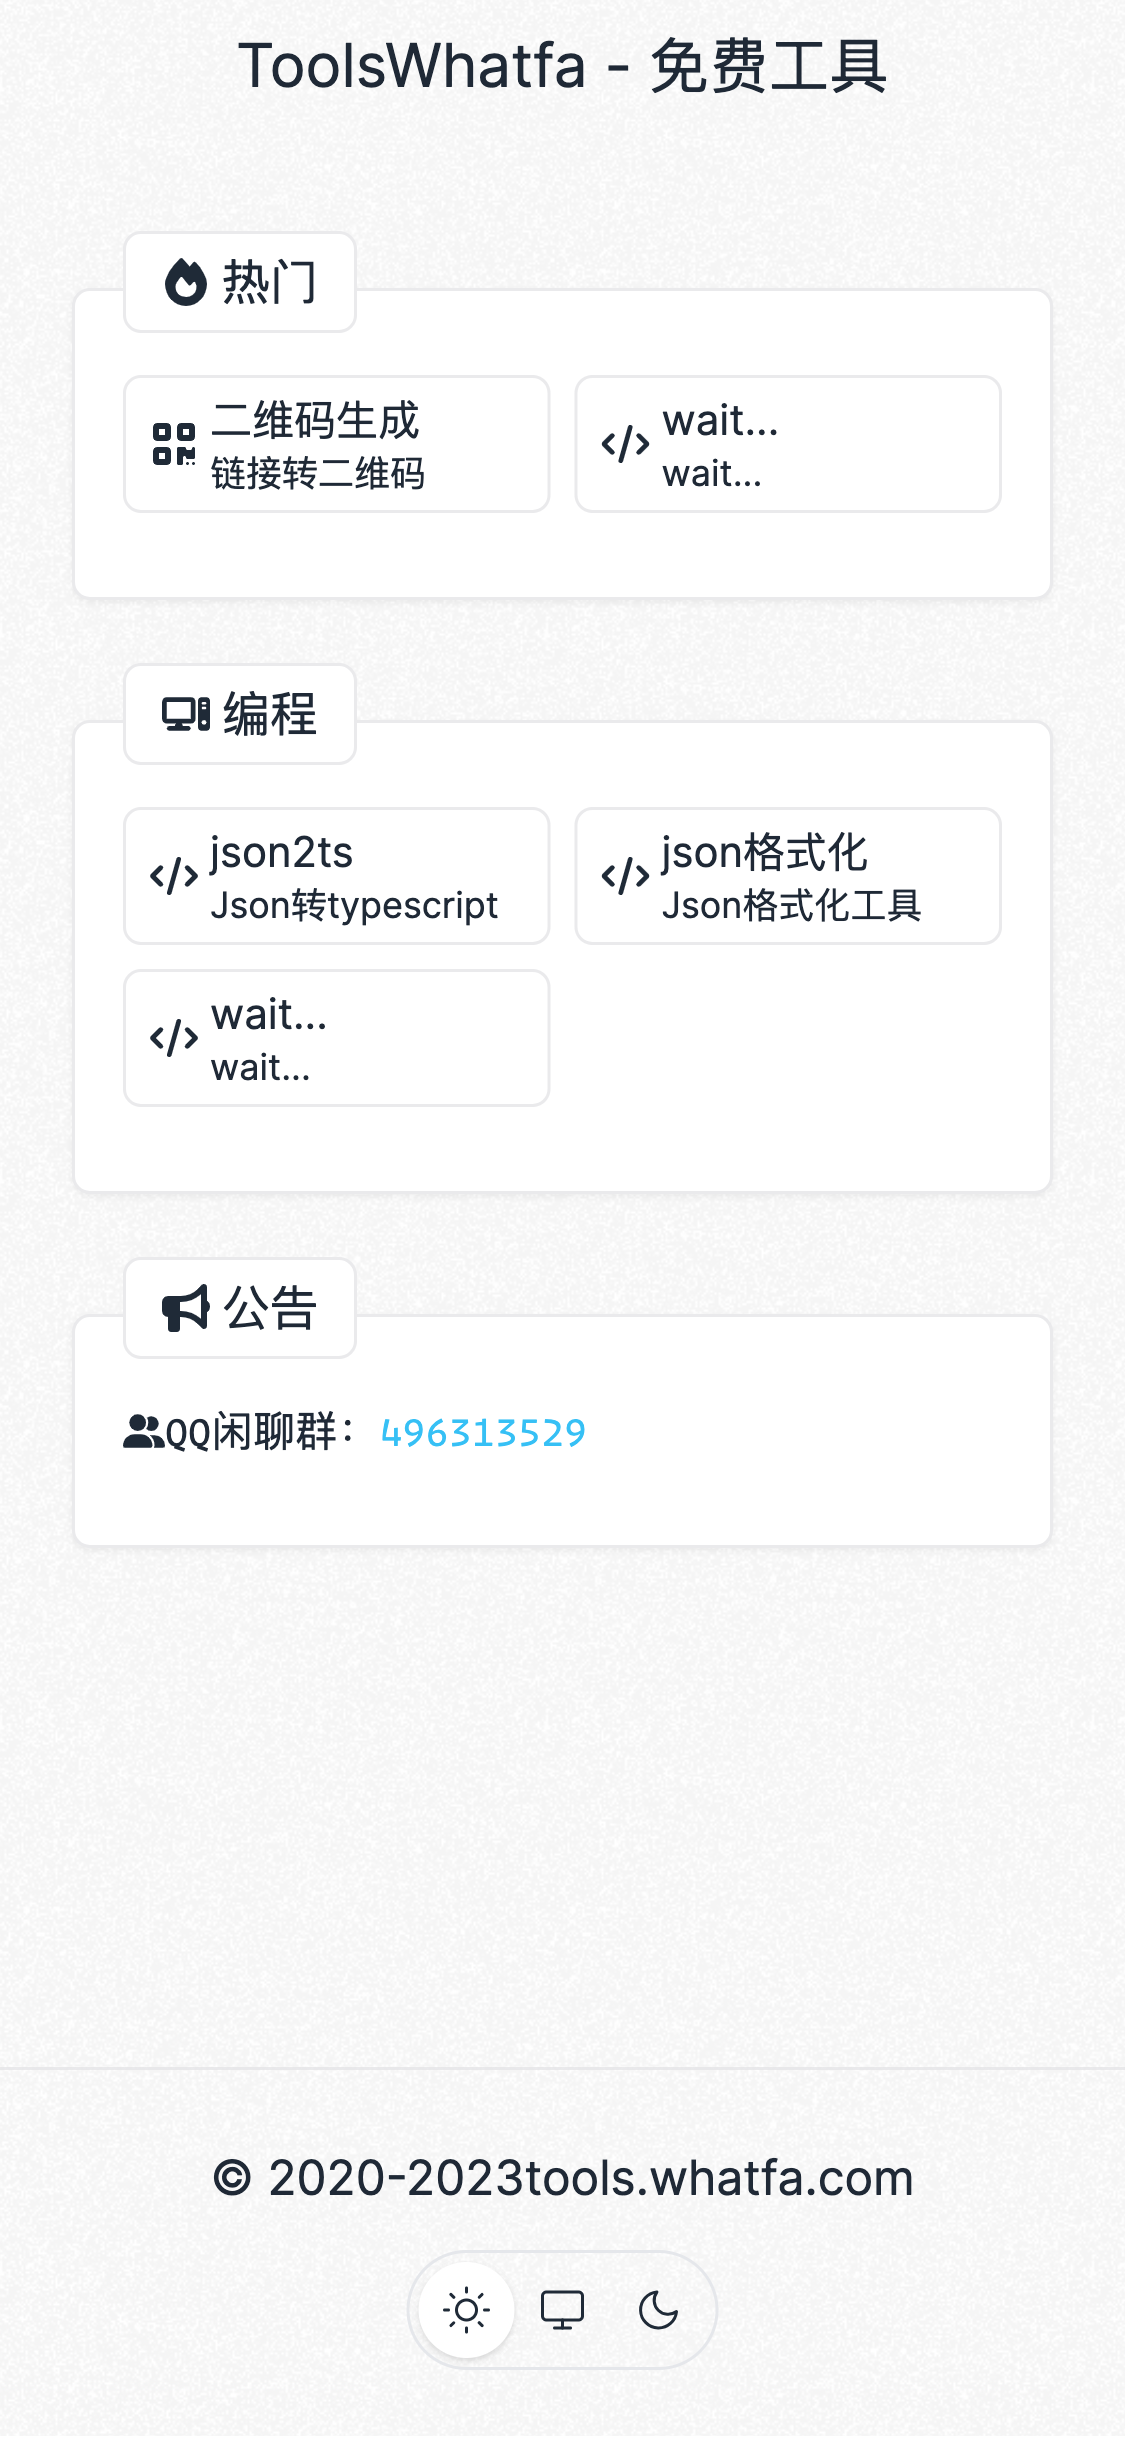 ToolsWhatfa - 免费工具
热门
二维码生成
链接转二维码
wait...
wait...
编程
json2ts
Json转typescript
json格式化
Json格式化工具
wait...
wait...
公告
QQ闲聊群：496313529
© 2020-2023tools.whatfa.com